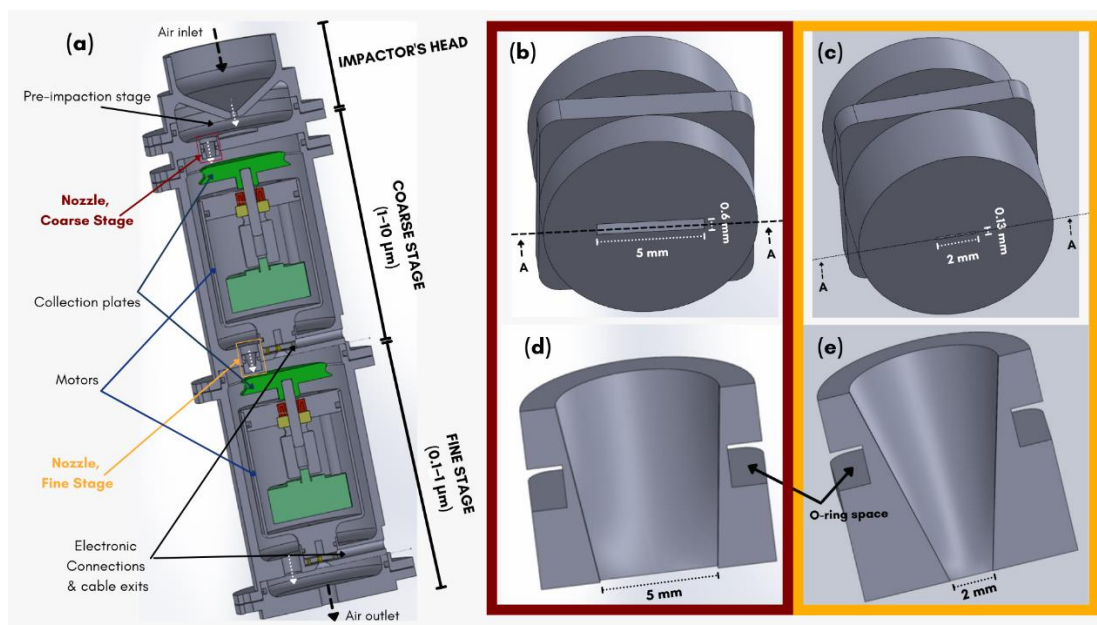 (a)
Air inlet
IMPACTOR'S HEAD
Pre-impaction stage
Nozzle,
Coarse Stage
COARSE STAGE
(1–10 µm)
Collection plates
Motors
Nozzle,
Fine Stage
FINE STAGE
(0.1–1 µm)
Electronic
Connections
& cable exits
Air outlet
(b)
0.6 mm
5 mm
A
A
(c)
0.13 mm
2 mm
A
A
(d)
5 mm
O-ring space
(e)
2 mm